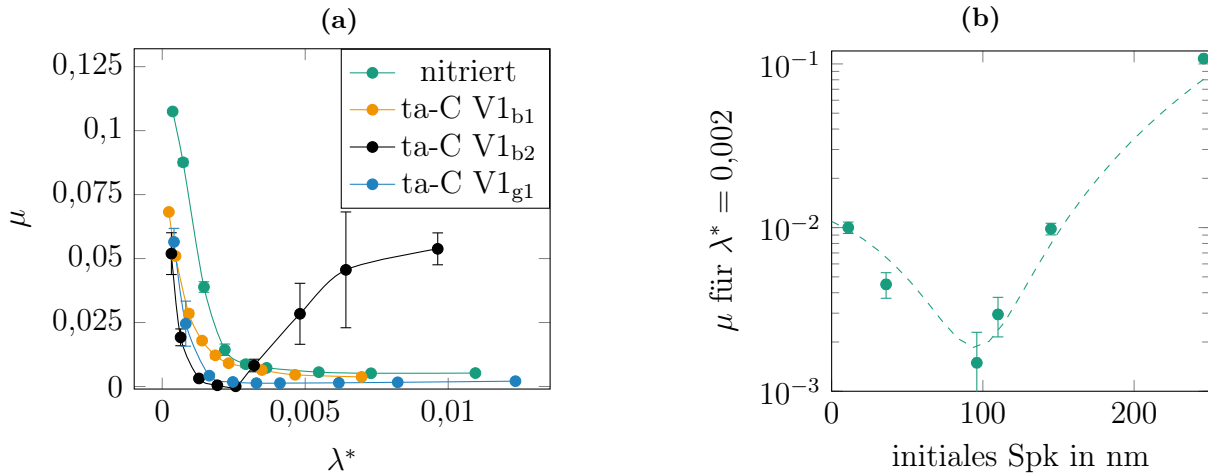 (a)
0,125
0,1
0,075
0,05
0,025
0
μ
0
0,005
0,01
λ*
nitriert
ta-C V1b1
ta-C V1b2
ta-C V1g1
(b)
10⁻¹
10⁻²
10⁻³
μ für λ* = 0,002
0
100
200
initiales Spk in nm